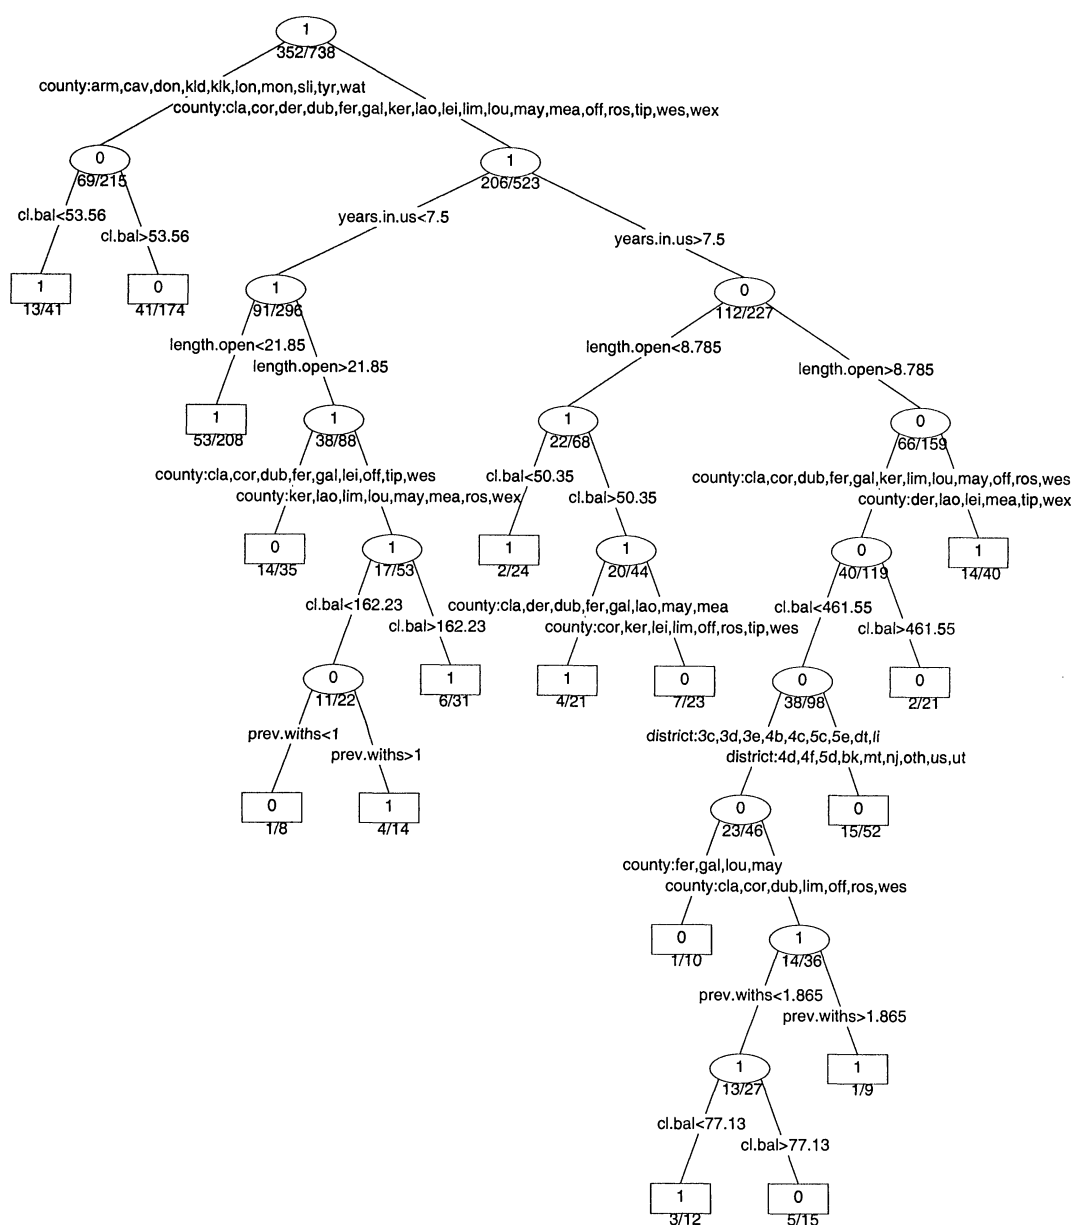 1
352/738
county:arm,cav,don,kld,klk,lon,mon,sli,tyr,wat
county:cla,cor,der,dub,fer,gal,ker,lao,lei,lim,lou,may,mea,off,ros,tip,wes,wex
0
69/215
1
206/523
cl.bal<53.56
cl.bal>53.56
years.in.us<7.5
years.in.us>7.5
1
13/41
0
41/174
1
91/296
0
112/227
length.open<21.85
length.open>21.85
length.open<8.785
length.open>8.785
1
53/208
1
38/88
1
22/68
0
66/159
county:cla,cor,dub,fer,gal,lei,off,tip,wes
county:ker,lao,lim,lou,may,mea,ros,wex
cl.bal<50.35
cl.bal>50.35
county:cla,cor,dub,fer,gal,ker,lim,lou,may,off,ros,wes
county:der,lao,lei,mea,tip,wex
0
14/35
1
17/53
1
2/24
1
20/44
0
40/119
1
14/40
cl.bal<162.23
cl.bal>162.23
county:cla,der,dub,fer,gal,lao,may,mea
county:cor,ker,lei,lim,off,ros,tip,wes
cl.bal<461.55
cl.bal>461.55
0
11/22
1
6/31
1
4/21
0
7/23
0
38/98
0
2/21
prev.withs<1
prev.withs>1
district:3c,3d,3e,4b,4c,5c,5e,dt,li
district:4d,4f,5d,bk,mt,nj,oth,us,ut
0
1/8
1
4/14
0
23/46
0
15/52
county:fer,gal,lou,may
county:cla,cor,dub,lim,off,ros,wes
0
1/10
1
14/36
prev.withs<1.865
prev.withs>1.865
1
13/27
1
1/9
cl.bal<77.13
cl.bal>77.13
1
3/12
0
5/15